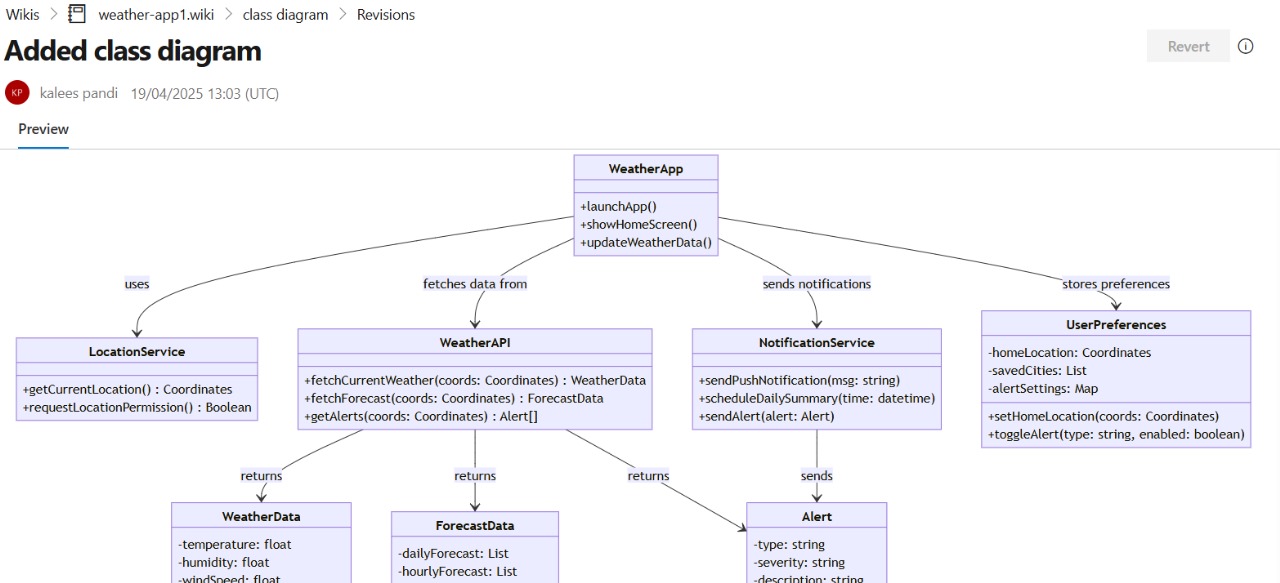 Wikis > weather-app1.wiki > class diagram > Revisions
Added class diagram
Revert
KP kalees pandi 19/04/2025 13:03 (UTC)
Preview
WeatherApp
+launchApp()
+showHomeScreen()
+updateWeatherData()
uses
fetches data from
sends notifications
stores preferences
LocationService
+getCurrentLocation() : Coordinates
+requestLocationPermission() : Boolean
WeatherAPI
+fetchCurrentWeather(coords: Coordinates) : WeatherData
+fetchForecast(coords: Coordinates) : ForecastData
+getAlerts(coords: Coordinates) : Alert[]
NotificationService
+sendPushNotification(msg: string)
+scheduleDailySummary(time: datetime)
+sendAlert(alert: Alert)
UserPreferences
-homeLocation: Coordinates
-savedCities: List
-alertSettings: Map
+setHomeLocation(coords: Coordinates)
+toggleAlert(type: string, enabled: boolean)
returns
returns
returns
sends
WeatherData
-temperature: float
-humidity: float
-windSpeed: float
ForecastData
-dailyForecast: List
-hourlyForecast: List
Alert
-type: string
-severity: string
-description: string